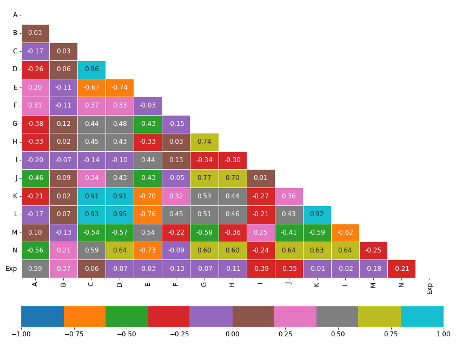 A
B 0.03
C -0.17 0.03
D -0.26 0.06 0.96
E 0.20 -0.11 -0.67 -0.74
F 0.31 -0.11 0.37 0.33 -0.03
G -0.38 0.12 0.44 0.48 -0.43 -0.15
H -0.33 0.02 0.45 0.43 -0.33 0.03 0.74
I -0.20 -0.07 -0.14 -0.10 0.44 0.13 -0.34 -0.30
J -0.46 0.09 0.34 0.43 -0.43 -0.05 0.77 0.70 0.01
K -0.21 0.02 0.91 0.91 -0.70 0.32 0.53 0.44 -0.27 0.36
L -0.17 0.07 0.93 0.95 -0.76 0.45 0.51 0.46 -0.21 0.43 0.92
M 0.10 -0.13 -0.54 -0.57 0.54 -0.22 -0.58 -0.36 0.25 -0.41 -0.59 -0.62
N -0.56 0.21 0.59 0.64 -0.73 -0.09 0.60 0.60 -0.24 0.64 0.63 0.64 -0.25
Exp 0.59 0.37 0.06 -0.07 -0.03 -0.13 -0.07 -0.11 -0.39 -0.35 -0.01 -0.02 -0.18 -0.21
A B C D E F G H I J K L M N Exp
−1.00 −0.75 −0.50 −0.25 0.00 0.25 0.50 0.75 1.00